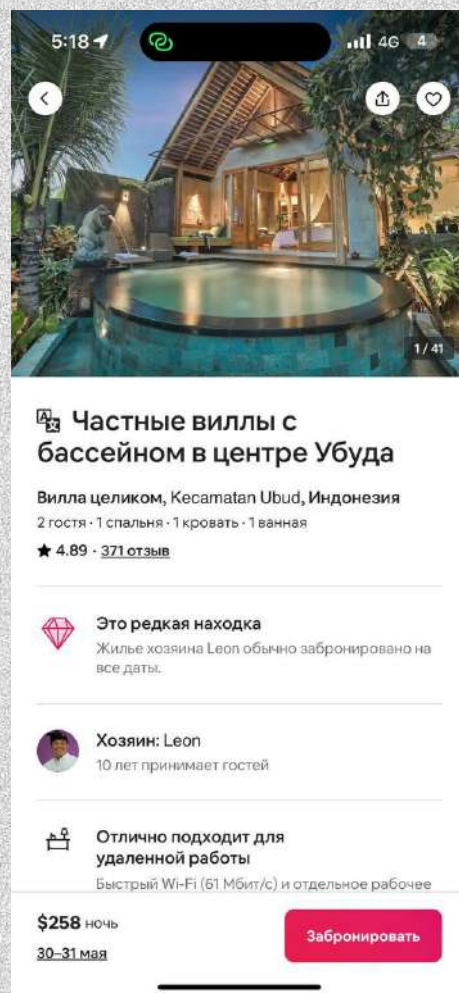 5:18
4G 4
1 / 41
Частные виллы с
бассейном в центре Убуда
Вилла целиком, Kecamatan Ubud, Индонезия
2 гостя · 1 спальня · 1 кровать · 1 ванная
★ 4.89 · 371 отзыв
Это редкая находка
Жилье хозяина Leon обычно забронировано на
все даты.
Хозяин: Leon
10 лет принимает гостей
Отлично подходит для
удаленной работы
Быстрый Wi-Fi (61 Мбит/с) и отдельное рабочее
$258 ночь
30–31 мая
Забронировать